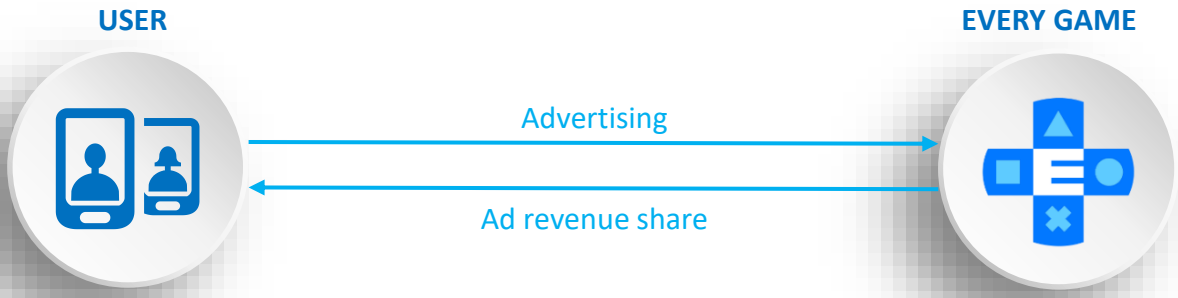 USER
EVERY GAME
Advertising
E
Ad revenue share